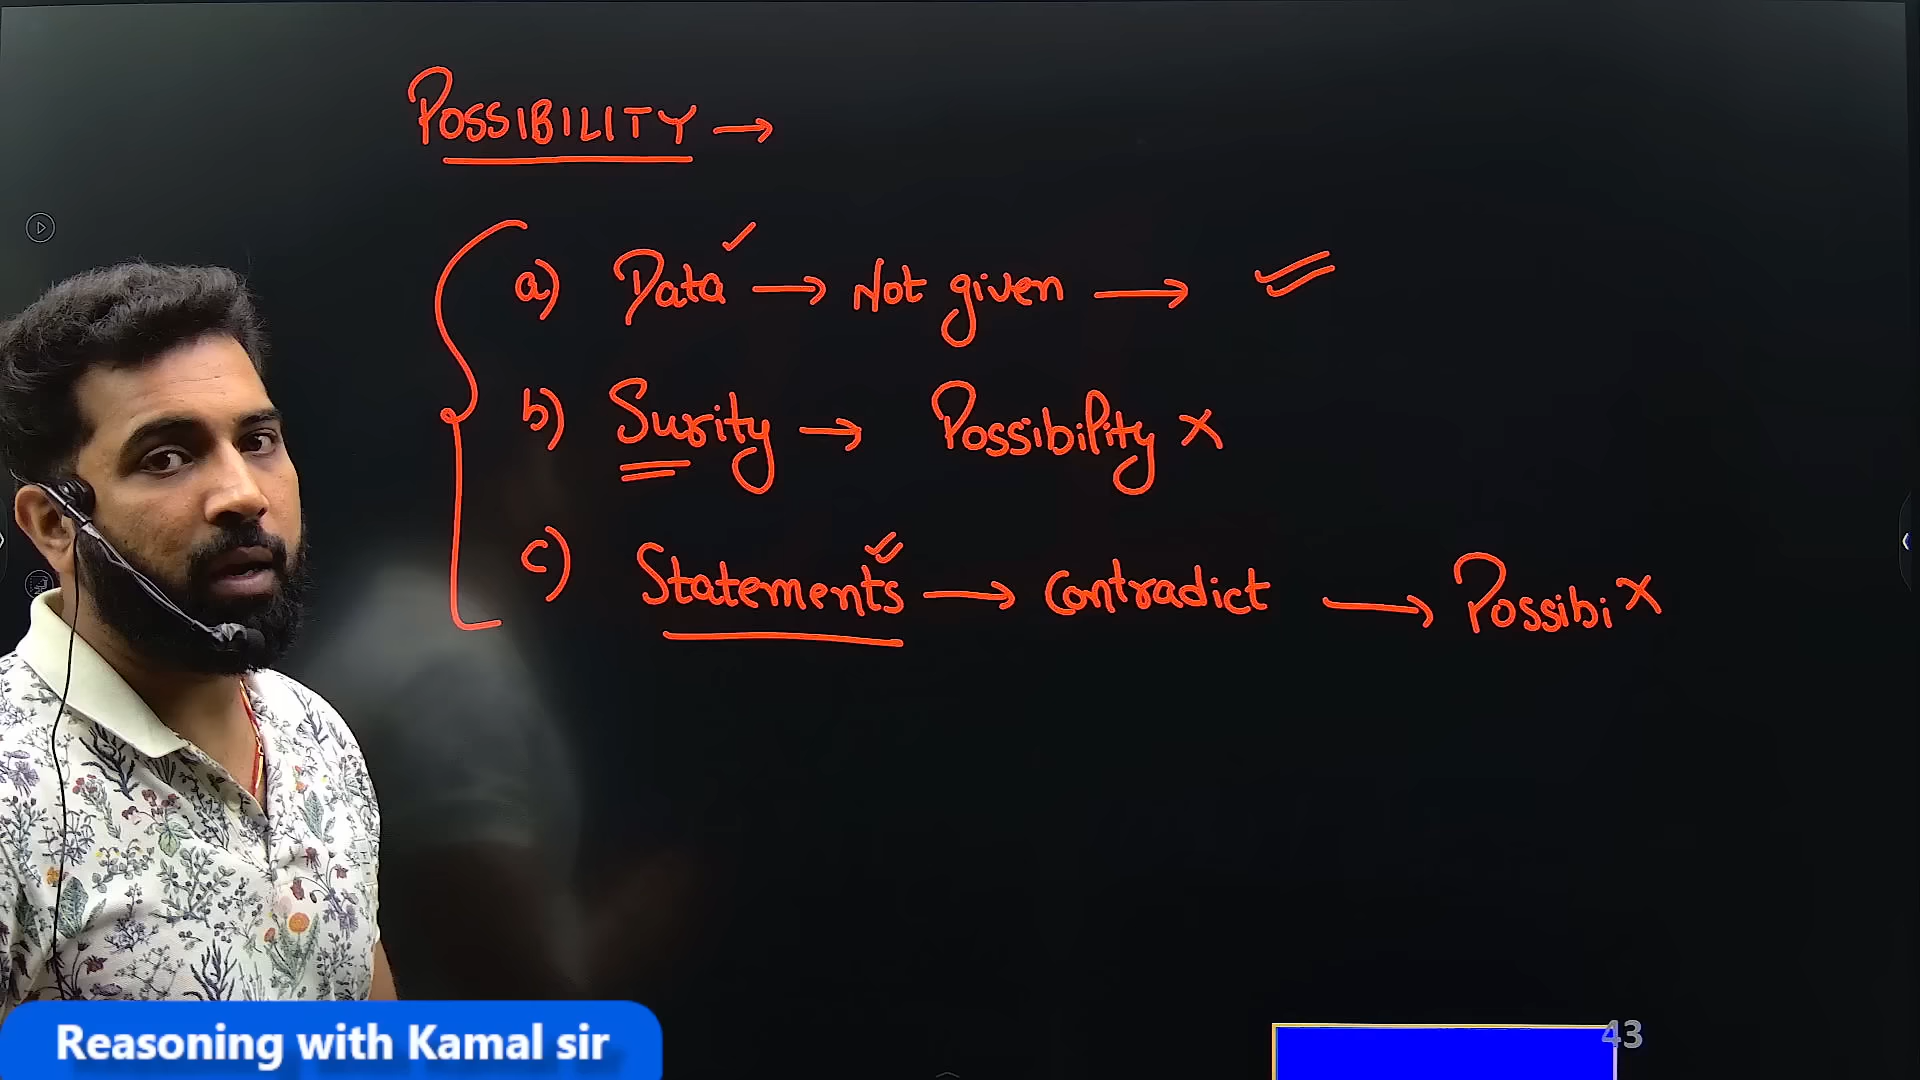 POSSIBILITY →
a) Data ✓ → Not given → ✓
b) Surity → Possibility ×
c) Statements ✓ → Contradict → Possibi ×
Reasoning with Kamal sir
43